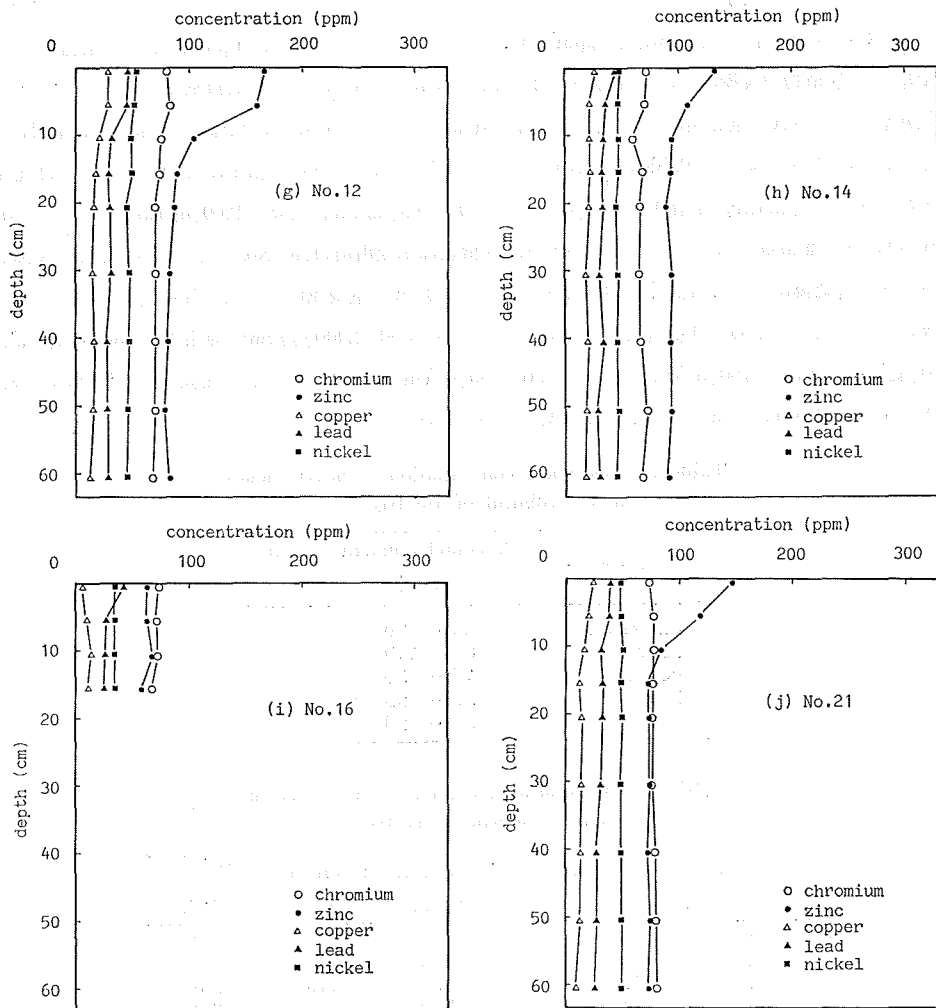 concentration (ppm)
0 100 200 300
10
20
30
40
50
60
depth (cm)
(g) No.12
○ chromium
• zinc
△ copper
▲ lead
■ nickel
concentration (ppm)
0 100 200 300
10
20
30
40
50
60
depth (cm)
(h) No.14
○ chromium
• zinc
△ copper
▲ lead
■ nickel
concentration (ppm)
0 100 200 300
10
20
30
40
50
60
depth (cm)
(i) No.16
○ chromium
• zinc
△ copper
▲ lead
■ nickel
concentration (ppm)
0 100 200 300
10
20
30
40
50
60
depth (cm)
(j) No.21
○ chromium
• zinc
△ copper
▲ lead
■ nickel